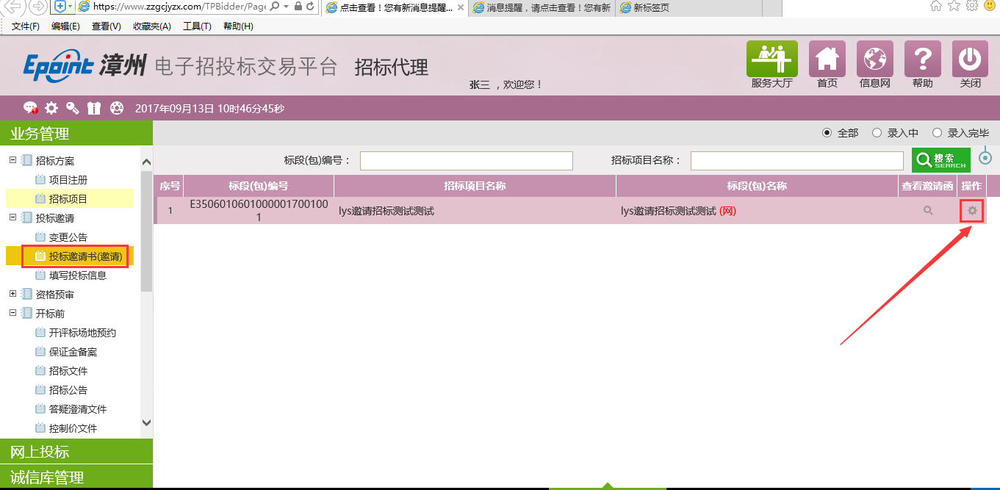 https://www.zzgcjyzx.com/TPBidder/Page
点击查看！您有新消息提醒...
消息提醒，请点击查看！您有新
新标签页
文件(F) 编辑(E) 查看(V) 收藏夹(A) 工具(T) 帮助(H)
Epoint 漳州 电子招投标交易平台 招标代理
张三 ，欢迎您！
服务大厅 首页 信息网 帮助 关闭
2017年09月13日 10时46分45秒
业务管理
全部 录入中 录入完毕
标段(包)编号： 招标项目名称： 搜索 SEARCH
序号 标段(包)编号 招标项目名称 标段(包)名称 查看邀请函 操作
1 E3506010601000001700100
1
lys邀请招标测试测试 lys邀请招标测试测试 (网)
招标方案
项目注册
招标项目
投标邀请
变更公告
投标邀请书(邀请)
填写投标信息
资格预审
开标前
开评标场地预约
保证金备案
招标文件
招标公告
答疑澄清文件
控制价文件
网上投标
诚信库管理